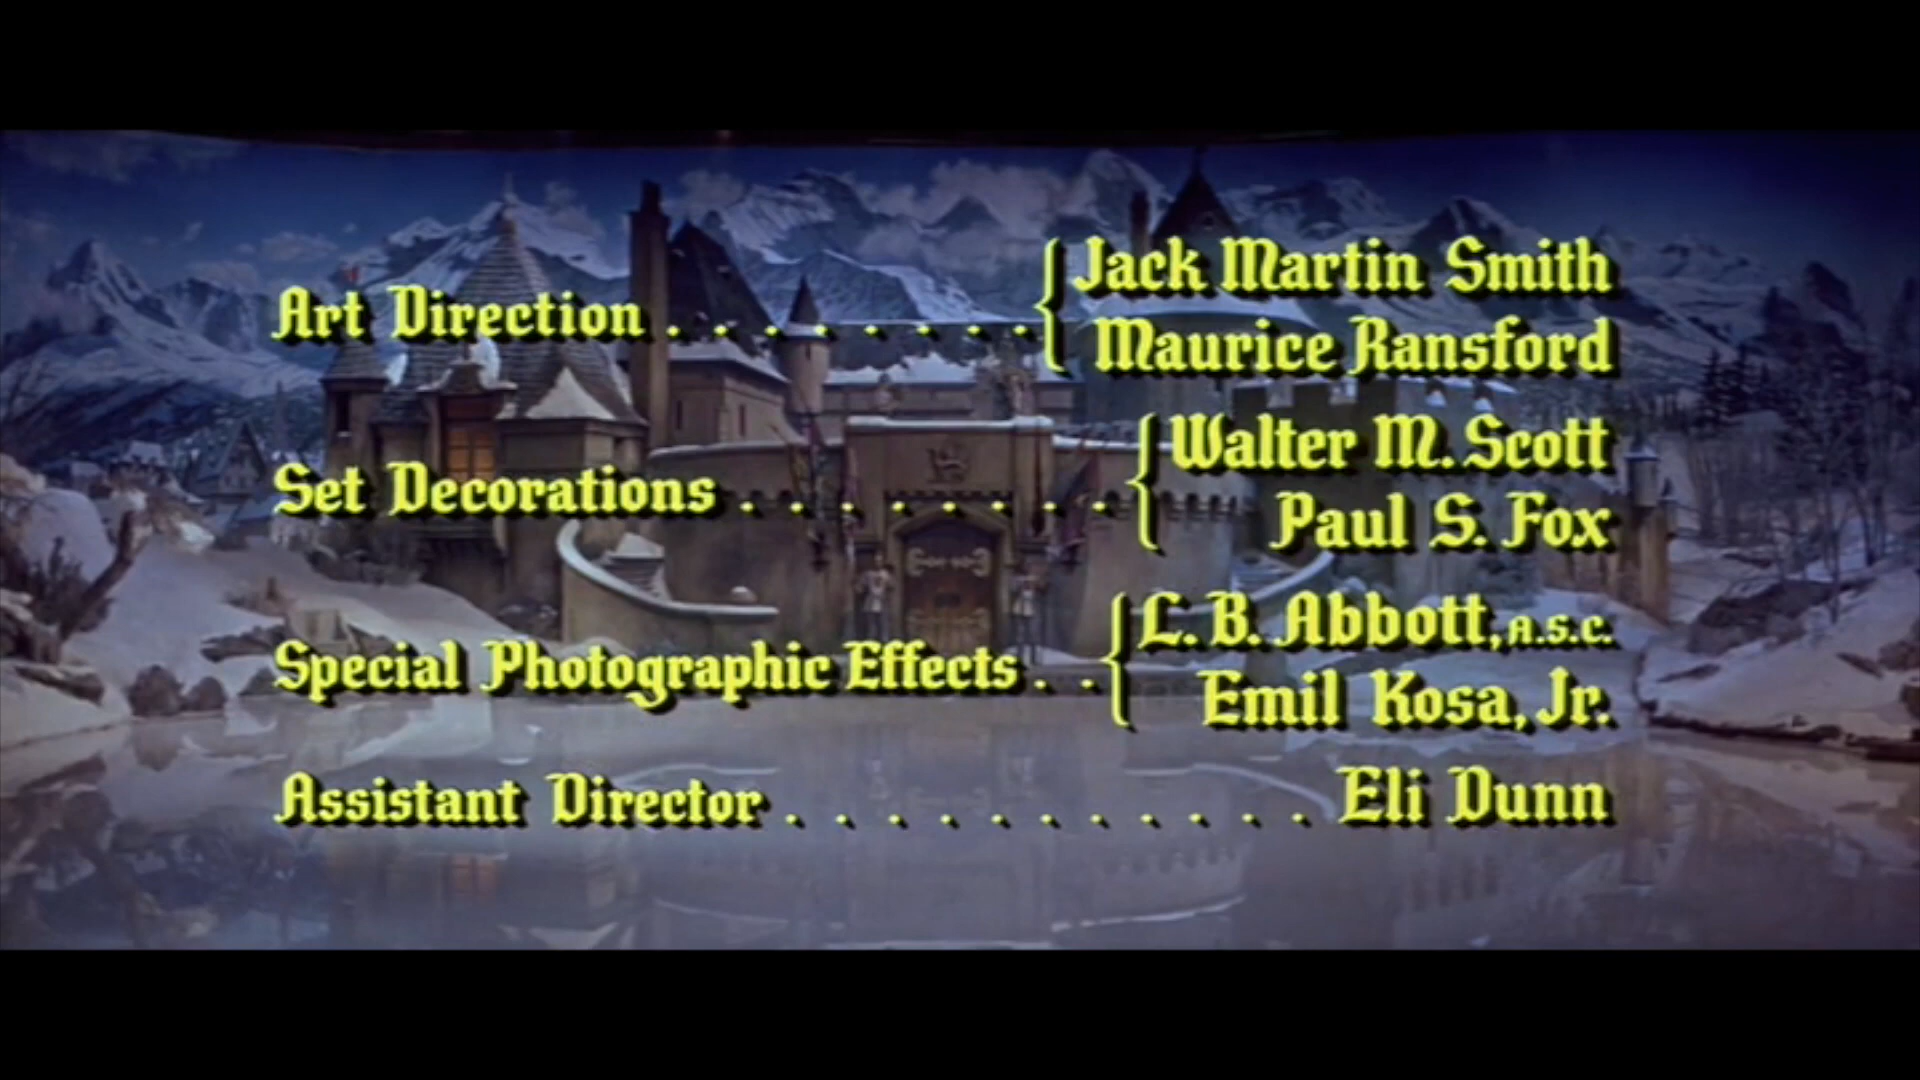 Art Direction . . . . . . . . { Jack Martin Smith
Maurice Ransford
Set Decorations . . . . . . . . { Walter M. Scott
Paul S. Fox
Special Photographic Effects . . { L. B. Abbott, A.S.C.
Emil Kosa, Jr.
Assistant Director . . . . . . . . . . . Eli Dunn